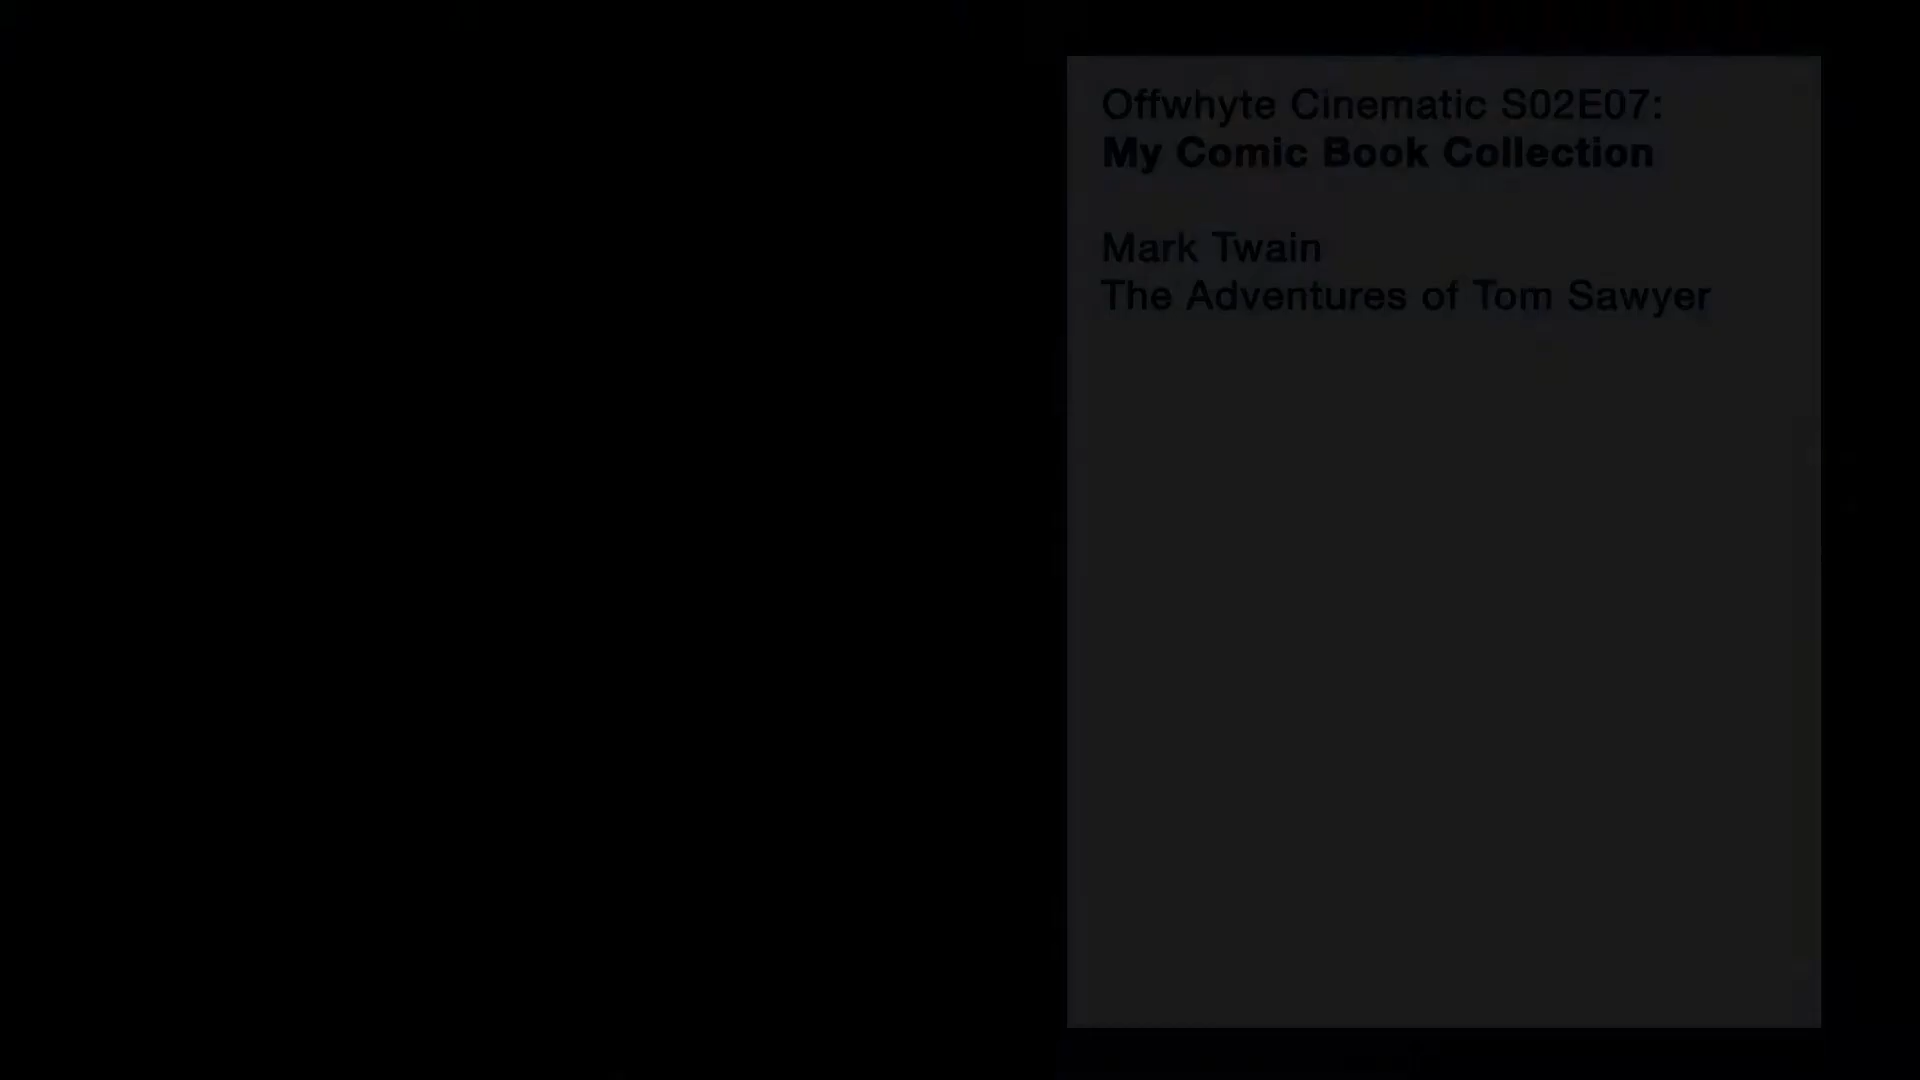 Offwhyte Cinematic S02E07:
My Comic Book Collection
Mark Twain
The Adventures of Tom Sawyer